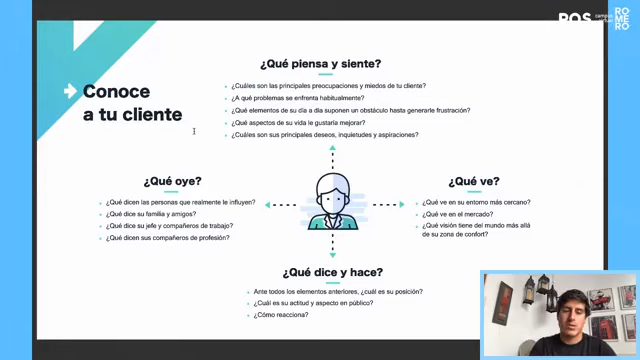 POS
campus
RO
ME
RO
Conoce
a tu cliente
¿Qué piensa y siente?
¿Cuáles son las principales preocupaciones y miedos de tu cliente?
¿A qué problemas se enfrenta habitualmente?
¿Qué elementos de su día a día suponen un obstáculo hasta generarle frustración?
¿Qué aspectos de su vida le gustaría mejorar?
¿Cuáles son sus principales deseos, inquietudes y aspiraciones?
¿Qué oye?
¿Qué dicen las personas que realmente le influyen?
¿Qué dice su familia y amigos?
¿Qué dice su jefe y compañeros de trabajo?
¿Qué dicen sus compañeros de profesión?
¿Qué ve?
¿Qué ve en su entorno más cercano?
¿Qué ve en el mercado?
¿Qué visión tiene del mundo más allá
de su zona de confort?
¿Qué dice y hace?
Ante todos los elementos anteriores, ¿cuál es su posición?
¿Cuál es su actitud y aspecto en público?
¿Cómo reacciona?